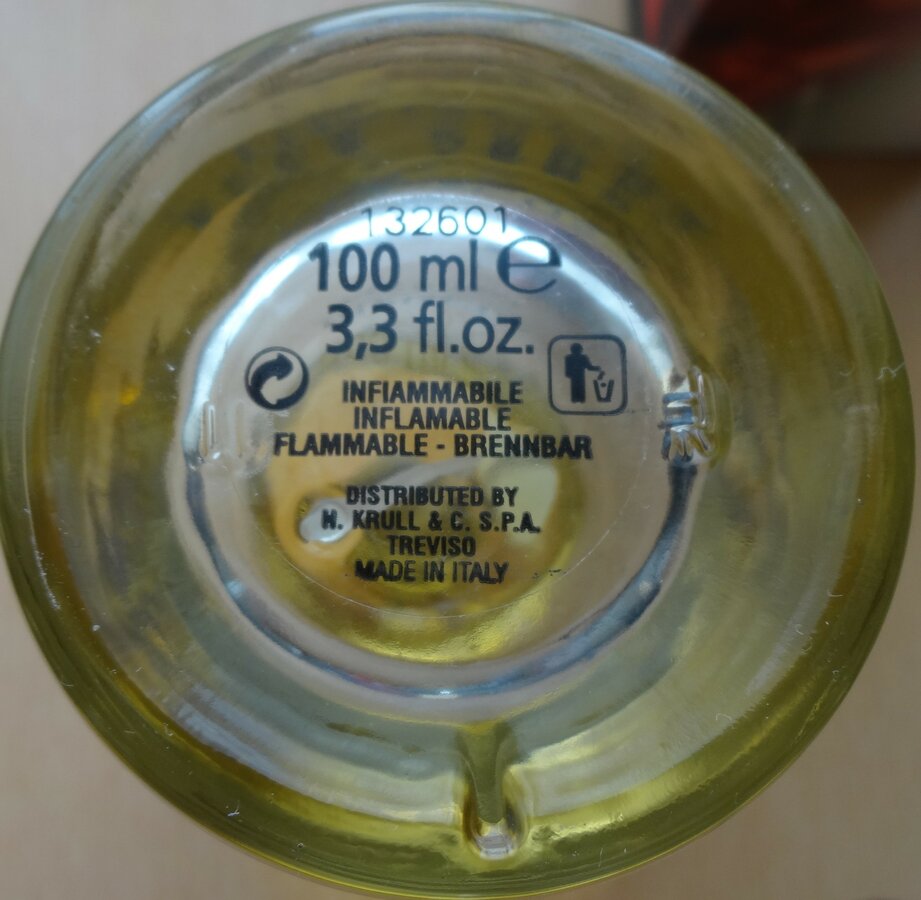 132601
100 ml ℮
3,3 fl.oz.
INFIAMMABILE
INFLAMABLE
FLAMMABLE - BRENNBAR
DISTRIBUTED BY
H. KRULL & C. S.P.A.
TREVISO
MADE IN ITALY